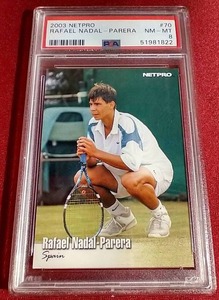 2003 NETPRO #70
RAFAEL NADAL - PARERA NM - MT
8
PSA 51981822
NETPRO
Rafael Nadal-Parera
Spain